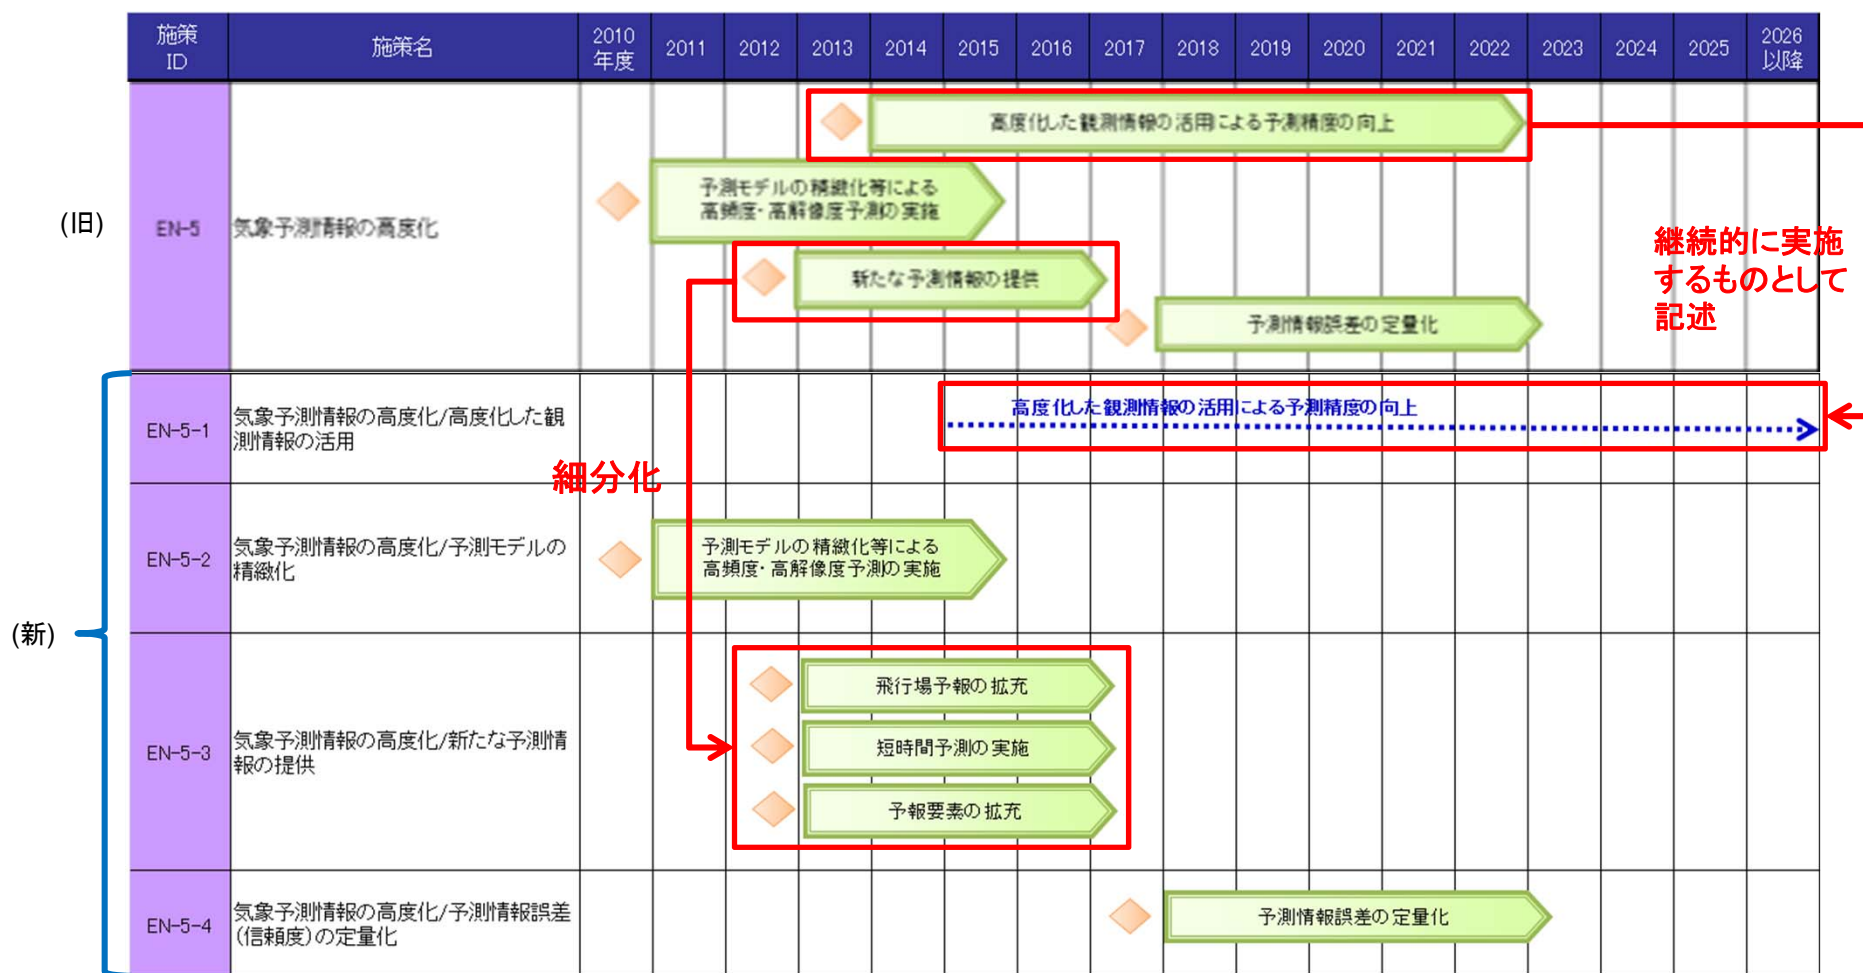 施策
ID
施策名
2010
年度
2011
2012
2013
2014
2015
2016
2017
2018
2019
2020
2021
2022
2023
2024
2025
2026
以降
(旧)
EN-5
気象予測情報の高度化
高度化した観測情報の活用による予測精度の向上
予測モデルの精緻化等による
高頻度・高解像度予測の実施
新たな予測情報の提供
予測情報誤差の定量化
継続的に実施
するものとして
記述
(新)
EN-5-1
気象予測情報の高度化/高度化した観
測情報の活用
高度化した観測情報の活用による予測精度の向上
細分化
EN-5-2
気象予測情報の高度化/予測モデルの
精緻化
予測モデルの精緻化等による
高頻度・高解像度予測の実施
EN-5-3
気象予測情報の高度化/新たな予測情
報の提供
飛行場予報の拡充
短時間予測の実施
予報要素の拡充
EN-5-4
気象予測情報の高度化/予測情報誤差
(信頼度)の定量化
予測情報誤差の定量化